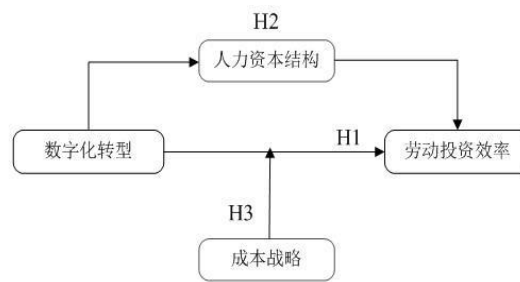 H2
人力资本结构
数字化转型
H1
劳动投资效率
H3
成本战略